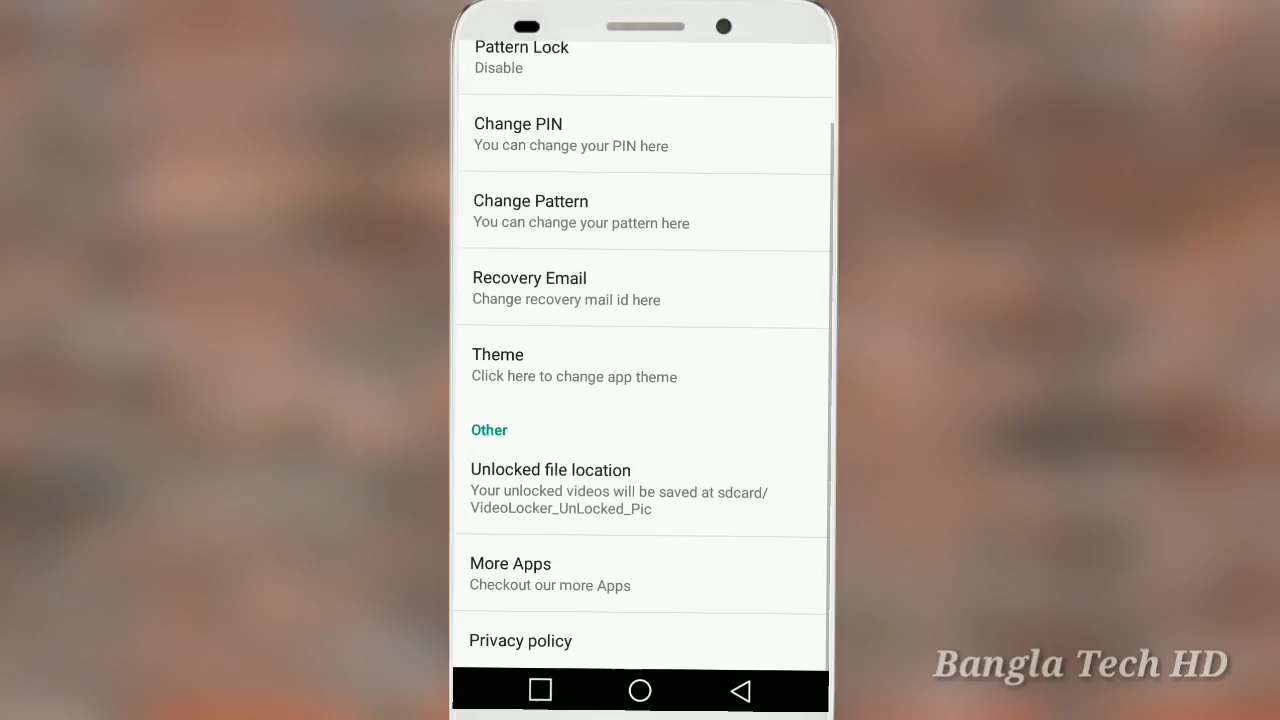 Pattern Lock
Disable
Change PIN
You can change your PIN here
Change Pattern
You can change your pattern here
Recovery Email
Change recovery mail id here
Theme
Click here to change app theme
Other
Unlocked file location
Your unlocked videos will be saved at sdcard/
VideoLocker_UnLocked_Pic
More Apps
Checkout our more Apps
Privacy policy
Bangla Tech HD